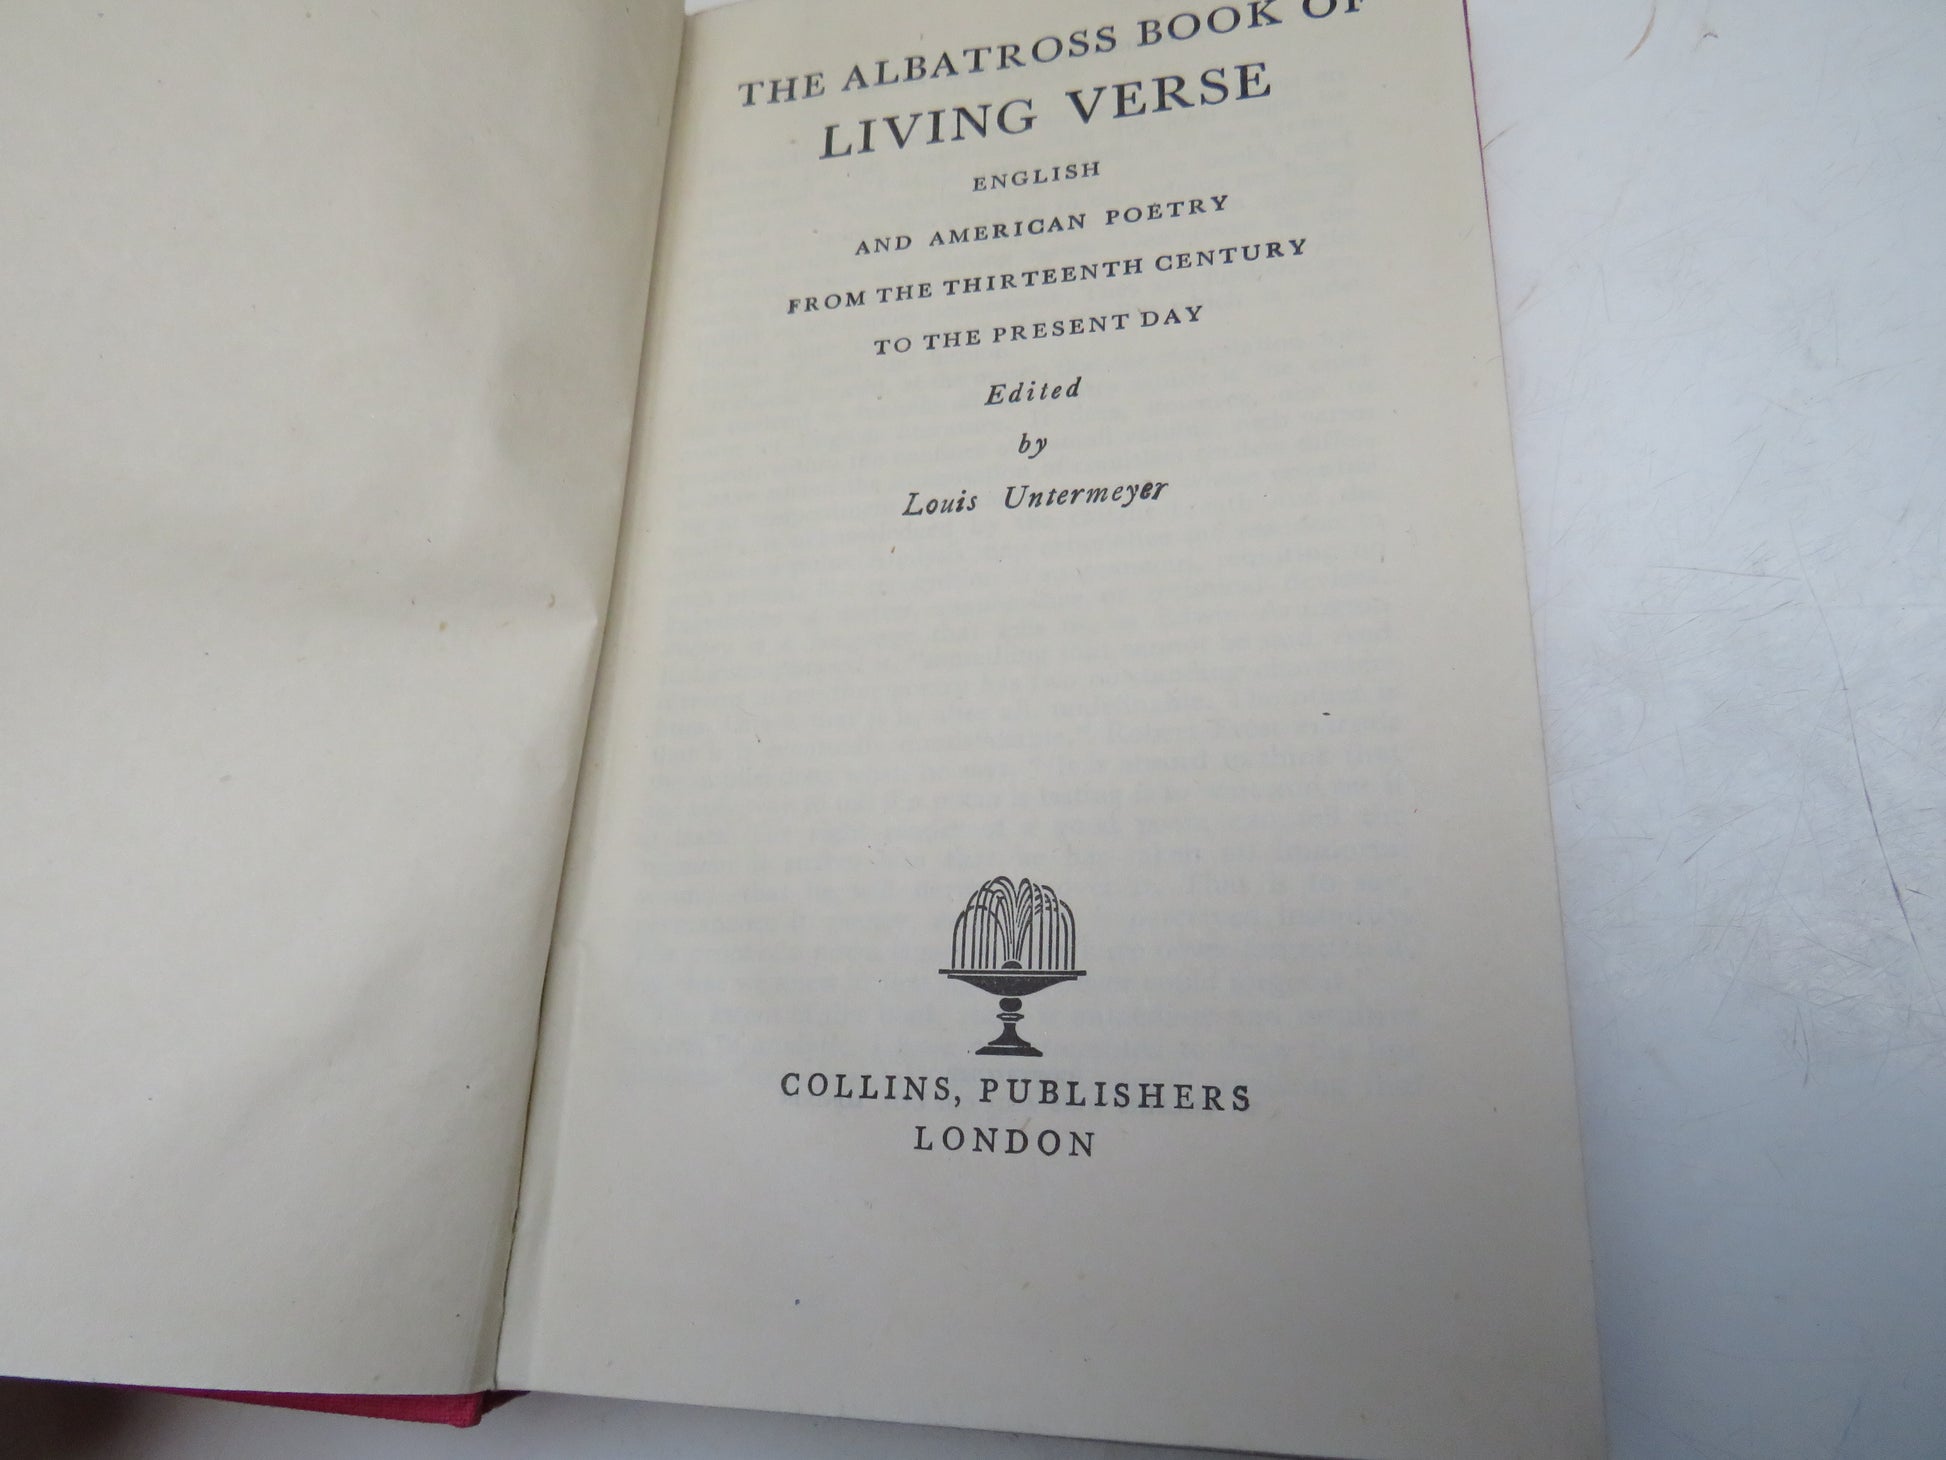 THE ALBATROSS BOOK OF
LIVING VERSE
ENGLISH
AND AMERICAN POETRY
FROM THE THIRTEENTH CENTURY
TO THE PRESENT DAY
Edited
by
Louis Untermeyer
COLLINS, PUBLISHERS
LONDON